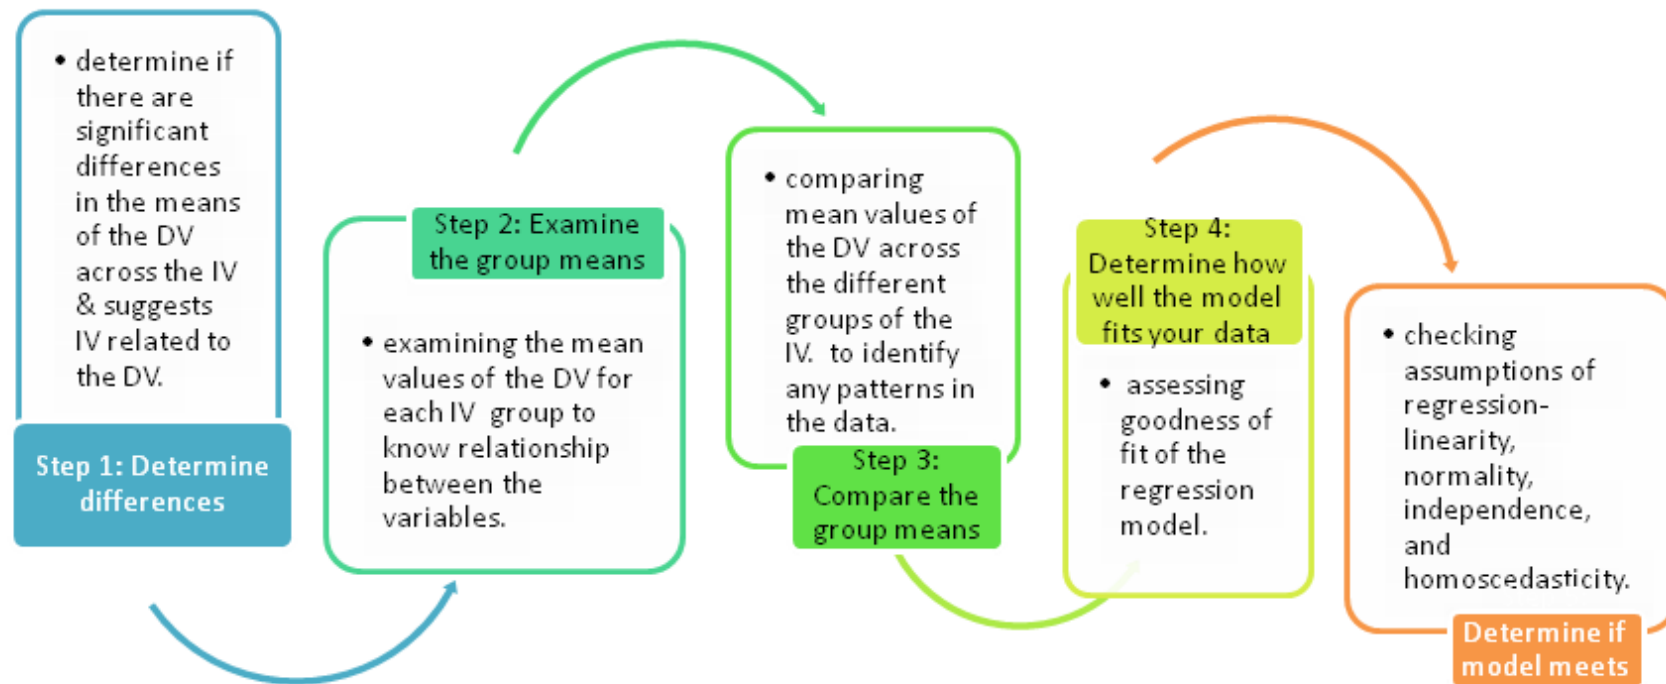 • determine if
there are
significant
differences
in the means
of the DV
across the IV
& suggests
IV related to
the DV.
Step 1: Determine
differences
Step 2: Examine
the group means
• examining the mean
values of the DV for
each IV group to
know relationship
between the
variables.
• comparing
mean values of
the DV across
the different
groups of the
IV. to identify
any patterns in
the data.
Step 3:
Compare the
group means
Step 4:
Determine how
well the model
fits your data
• assessing
goodness of
fit of the
regression
model.
• checking
assumptions of
regression-
linearity,
normality,
independence,
and
homoscedasticity.
Determine if
model meets